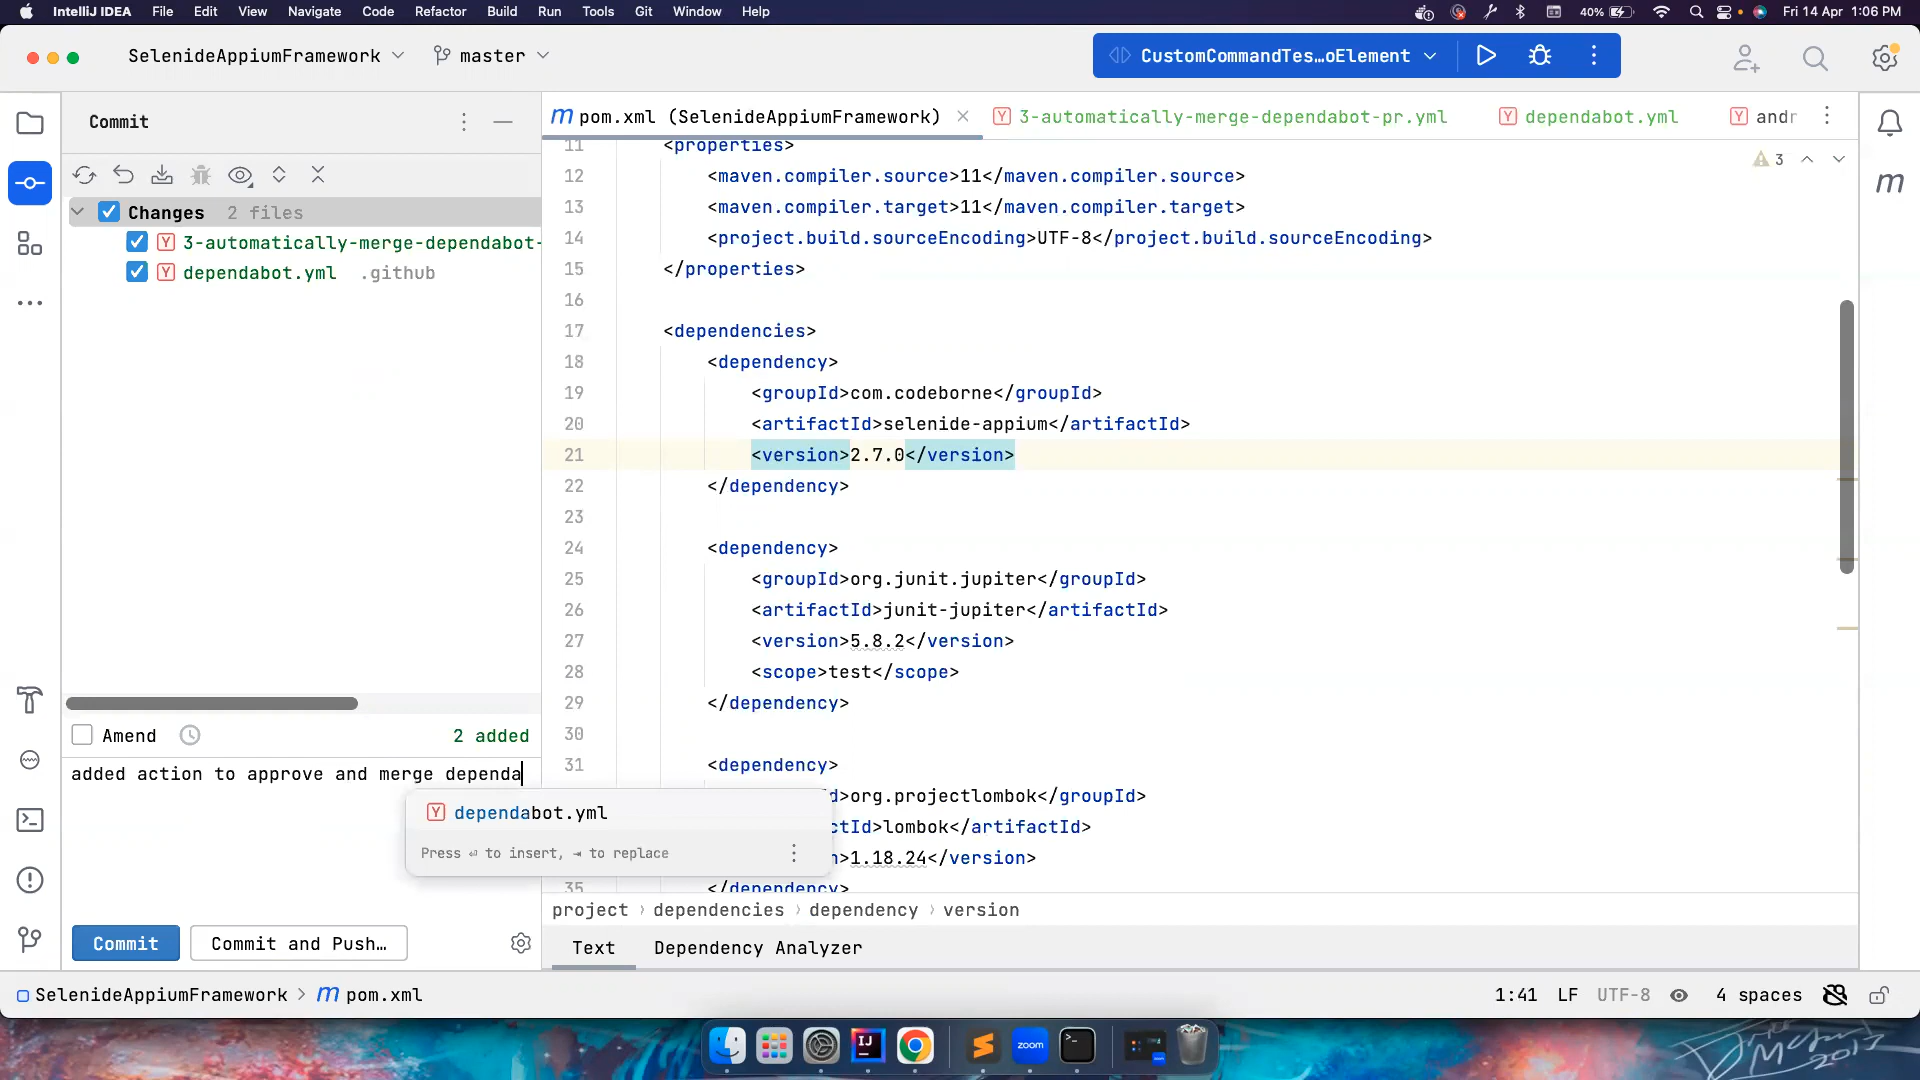 IntelliJ IDEA File Edit View Navigate Code Refactor Build Run Tools Git Window Help 40% Fri 14 Apr 1:06 PM
SelenideAppiumFramework master CustomCommandTes…oElement
Commit
pom.xml (SelenideAppiumFramework) 3-automatically-merge-dependabot-pr.yml dependabot.yml andr
3
Changes 2 files
3-automatically-merge-dependabot-
dependabot.yml .github
11 <properties>
12 <maven.compiler.source>11</maven.compiler.source>
13 <maven.compiler.target>11</maven.compiler.target>
14 <project.build.sourceEncoding>UTF-8</project.build.sourceEncoding>
15 </properties>
16
17 <dependencies>
18 <dependency>
19 <groupId>com.codeborne</groupId>
20 <artifactId>selenide-appium</artifactId>
21 <version>2.7.0</version>
22 </dependency>
23
24 <dependency>
25 <groupId>org.junit.jupiter</groupId>
26 <artifactId>junit-jupiter</artifactId>
27 <version>5.8.2</version>
28 <scope>test</scope>
29 </dependency>
30
31 <dependency>
Id>org.projectlombok</groupId>
ctId>lombok</artifactId>
n>1.18.24</version>
35 </dependency>
Amend 2 added
added action to approve and merge dependa
dependabot.yml
Press ⏎ to insert, ⇥ to replace
Commit Commit and Push…
project › dependencies › dependency › version
Text Dependency Analyzer
SelenideAppiumFramework > pom.xml 1:41 LF UTF-8 4 spaces
IJ zoom
2017